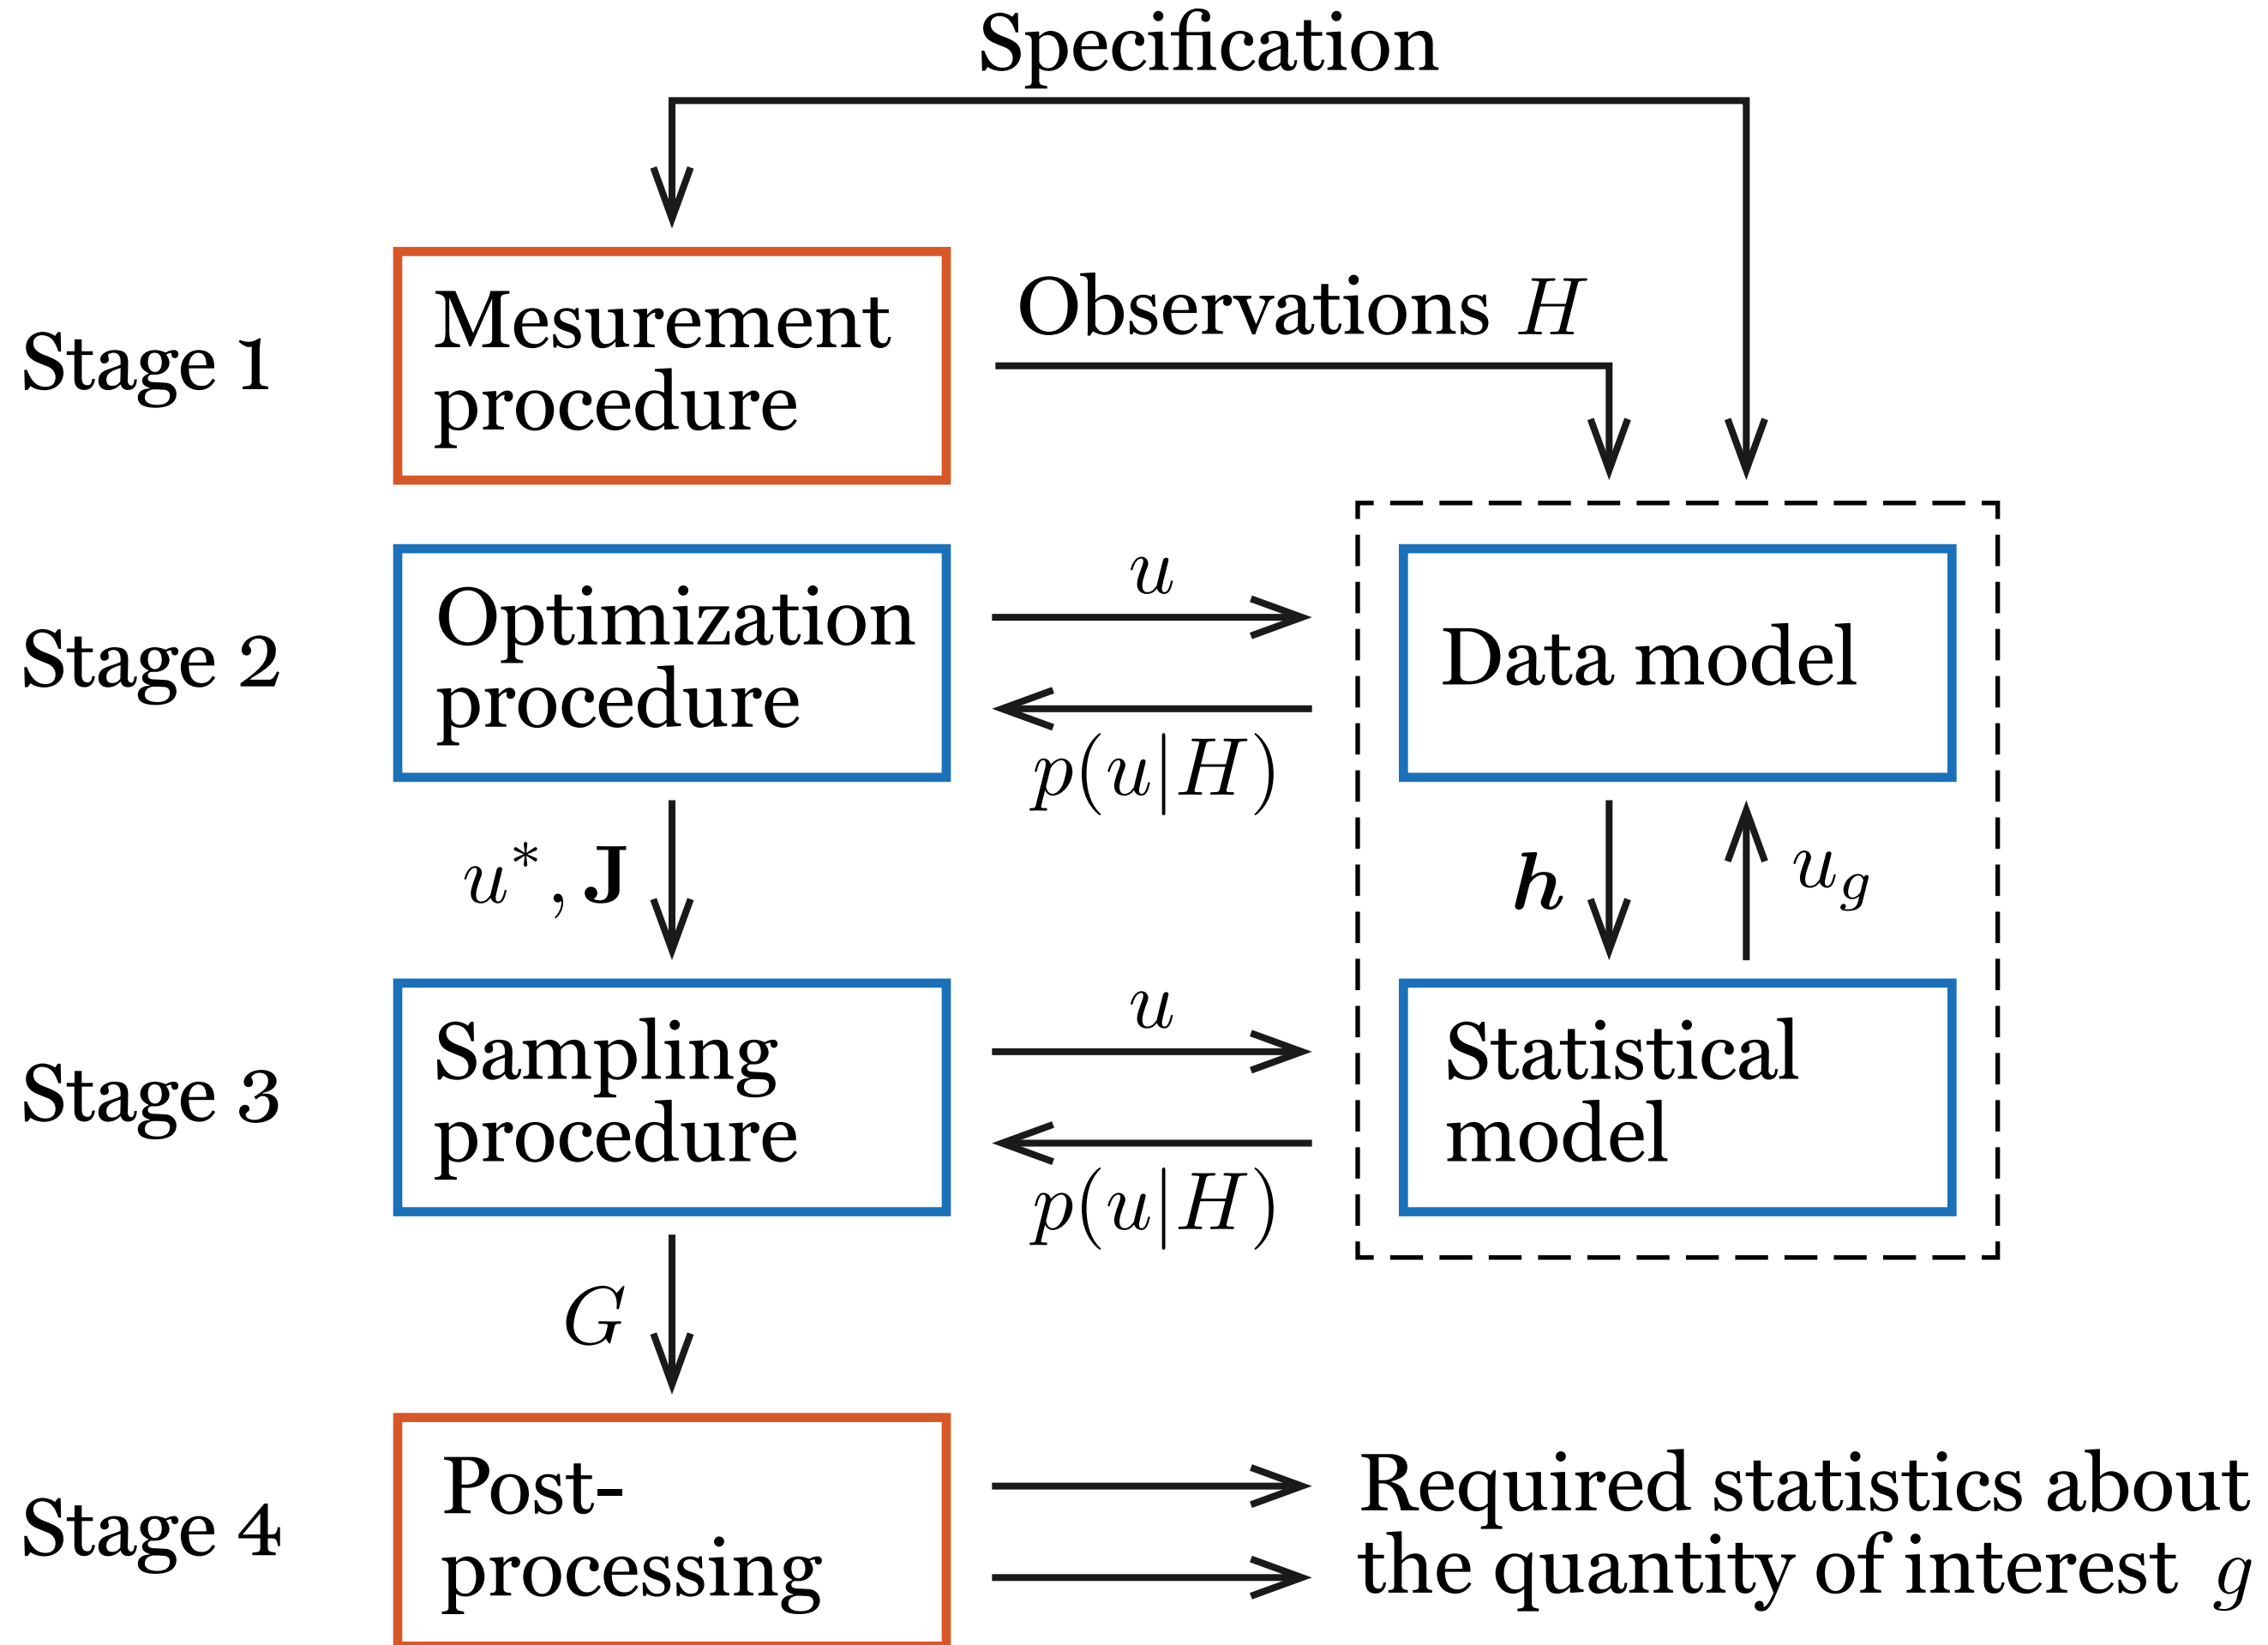 Specification
Stage 1
Meurement
procedure
Observations H
Stage 2
Optimization
procedure
u
p(u|H)
Data model
u*, J
h
u_g
Stage 3
Sampling
procedure
u
p(u|H)
Statistical
model
G
Stage 4
Post-
processing
Required statistics about
the quantity of interest g